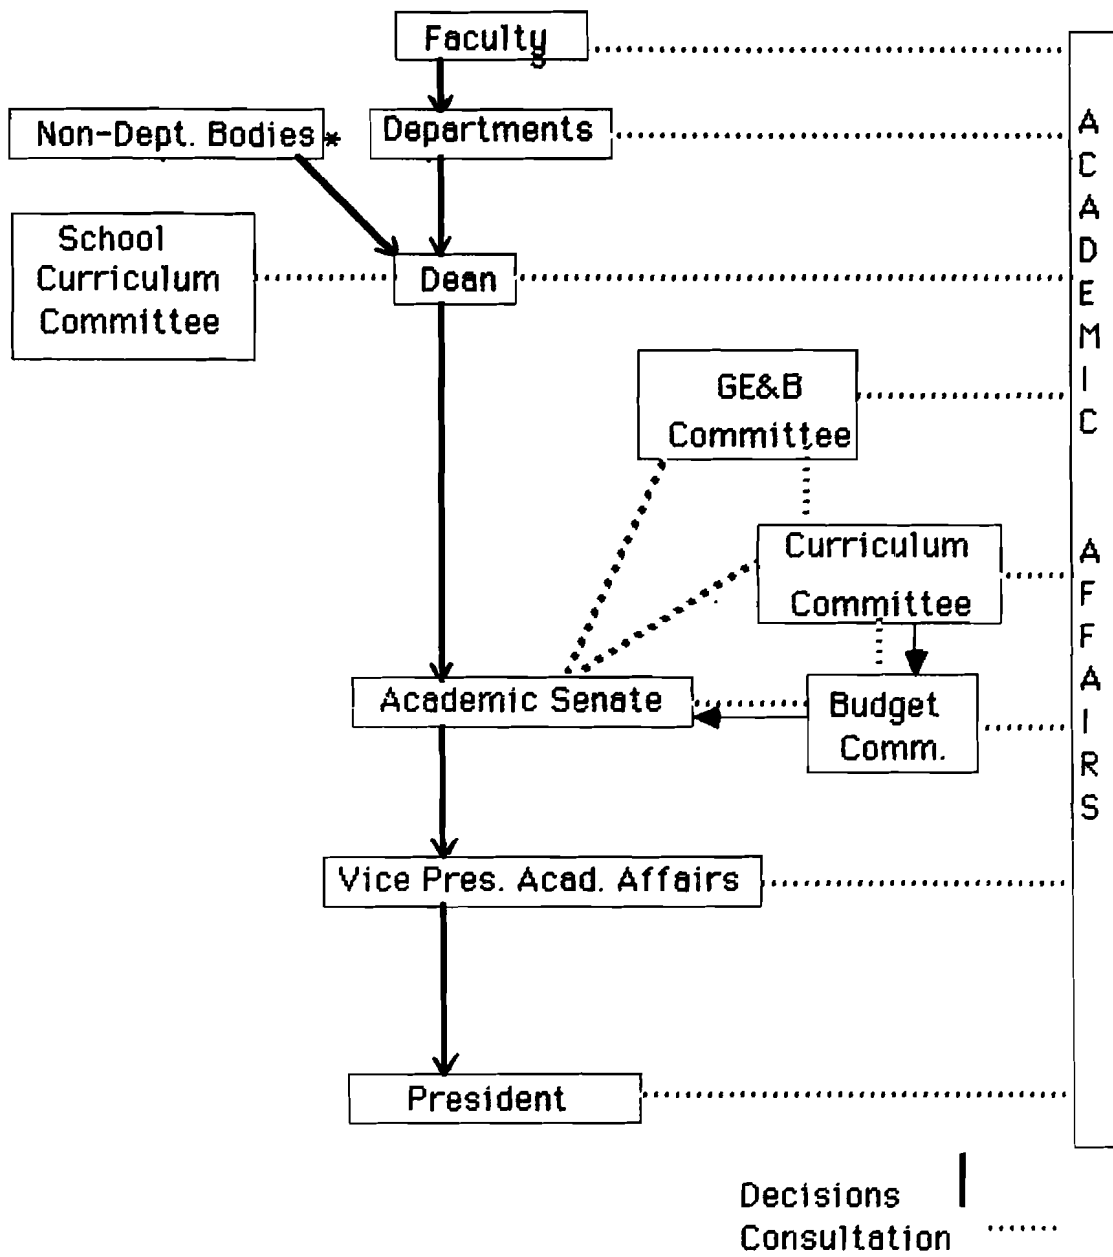 Faculty
Non-Dept. Bodies *
Departments
School
Curriculum
Committee
Dean
GE&B
Committee
Curriculum
Committee
Academic Senate
Budget
Comm.
Vice Pres. Acad. Affairs
President
ACADEMIC AFFAIRS
Decisions
Consultation